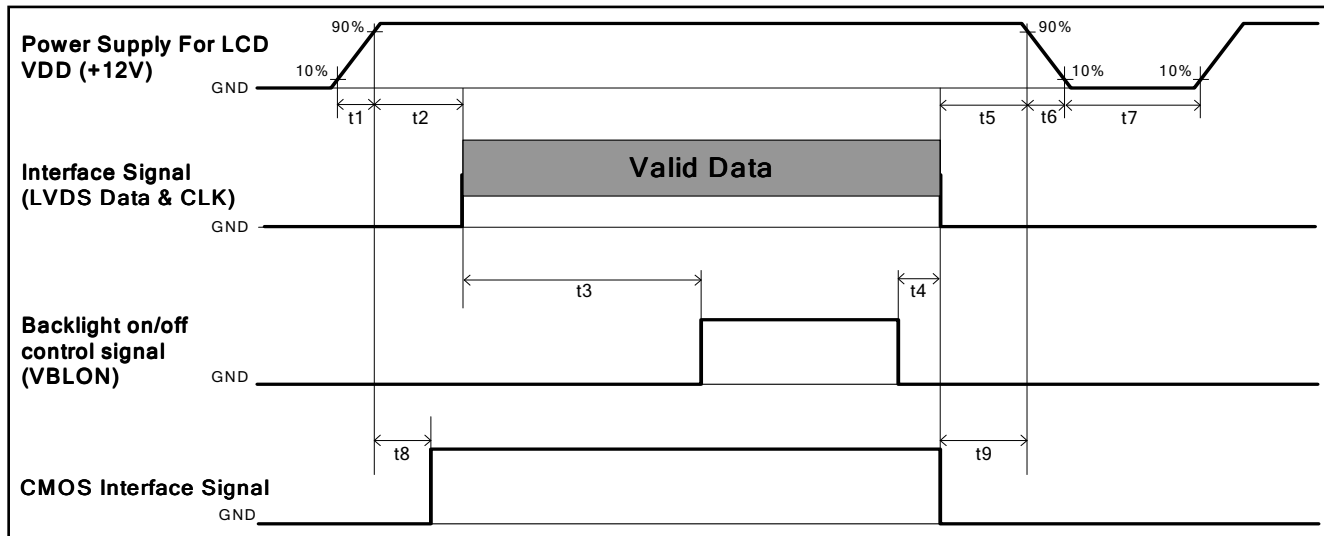 Power Supply For LCD
VDD (+12V)
GND
90%
10%
90%
10%
10%
t1
t2
t5
t6
t7
Interface Signal
(LVDS Data & CLK)
GND
Valid Data
t3
t4
Backlight on/off
control signal
(VBLON)
GND
t8
t9
CMOS Interface Signal
GND